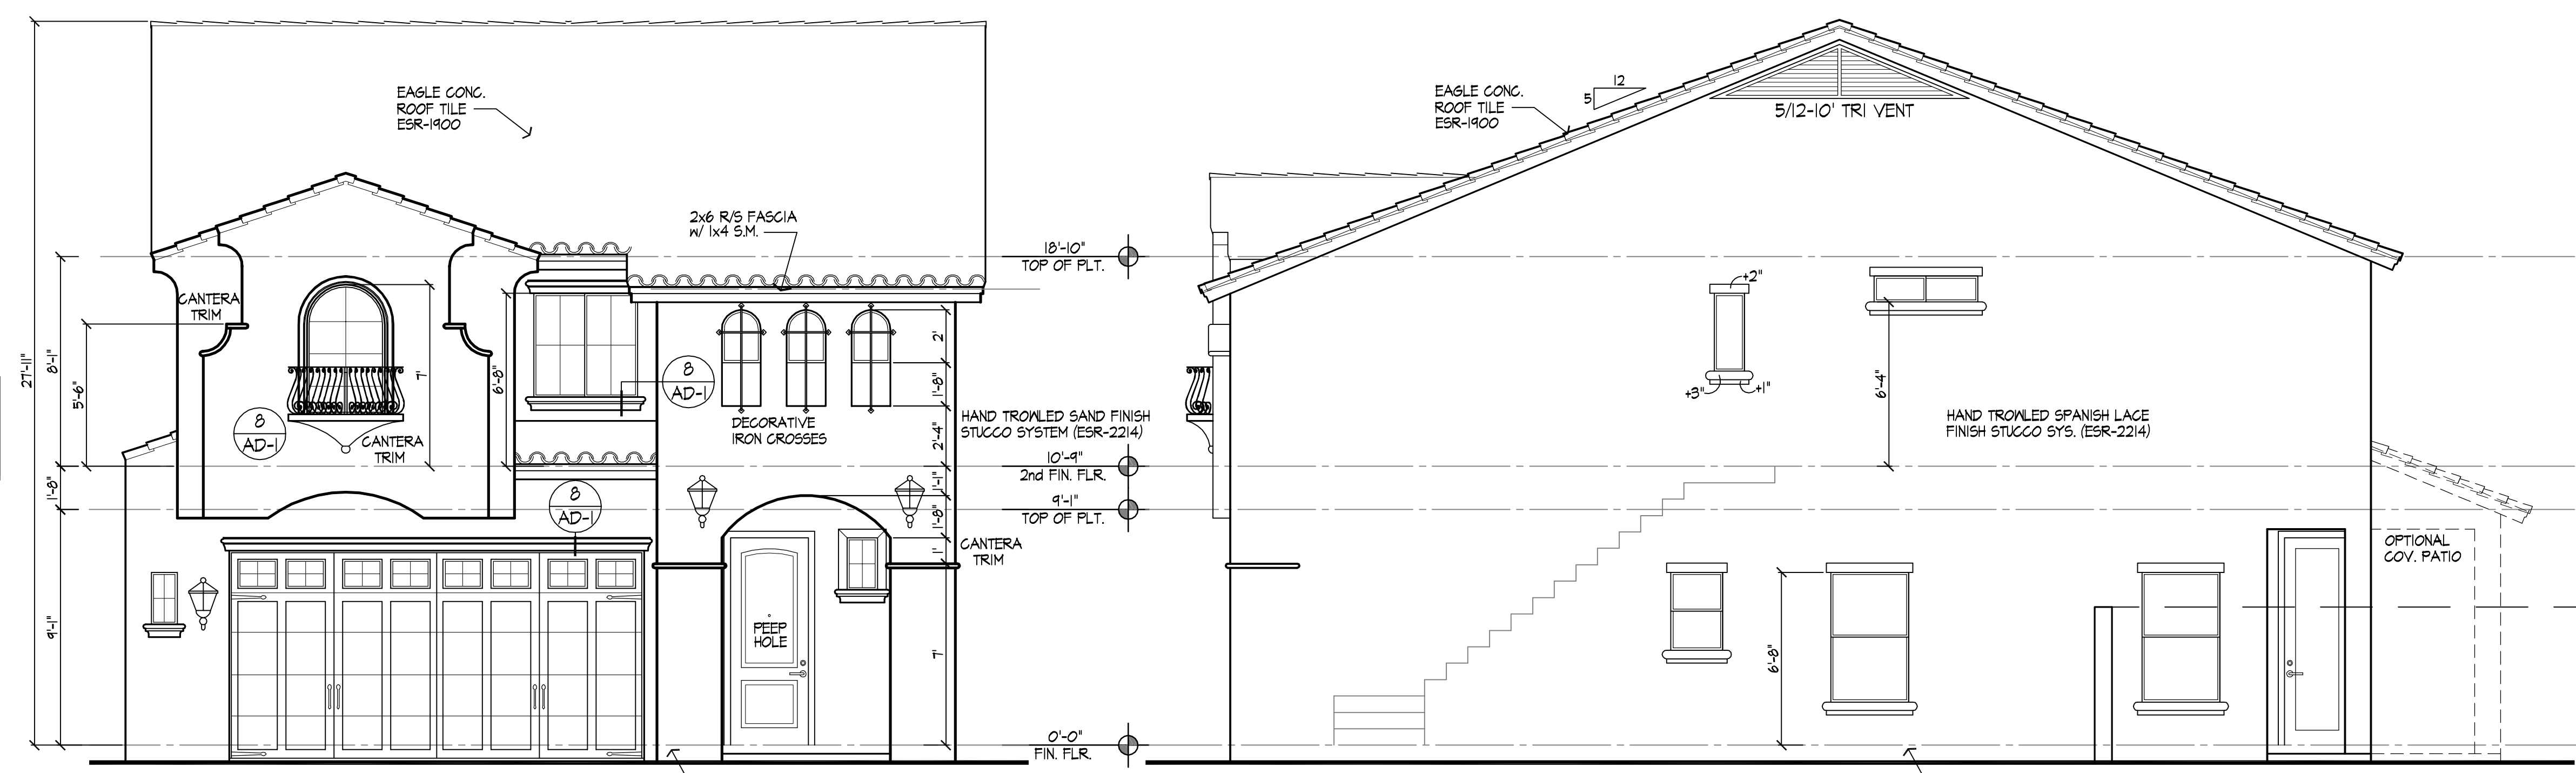 EAGLE CONC.
ROOF TILE
ESR-1900
2x6 R/S FASCIA
w/ 1x4 S.M.
CANTERA
TRIM
27'-11"
8'-1"
5'-6"
1'-8"
9'-1"
7'
6'-8"
8
AD-1
CANTERA
TRIM
8
AD-1
8
AD-1
DECORATIVE
IRON CROSSES
2'
1'-8"
2'-4"
1'-11"
1'-8"
1'
7'
HAND TROWLED SAND FINISH
STUCCO SYSTEM (ESR-2214)
CANTERA
TRIM
PEEP
HOLE
18'-10"
TOP OF PLT.
10'-9"
2nd FIN. FLR.
9'-1"
TOP OF PLT.
0'-0"
FIN. FLR.
EAGLE CONC.
ROOF TILE
ESR-1900
12
5
5/12-10' TRI VENT
+2"
+3"
+1"
6'-4"
HAND TROWLED SPANISH LACE
FINISH STUCCO SYS. (ESR-2214)
6'-8"
OPTIONAL
COV. PATIO